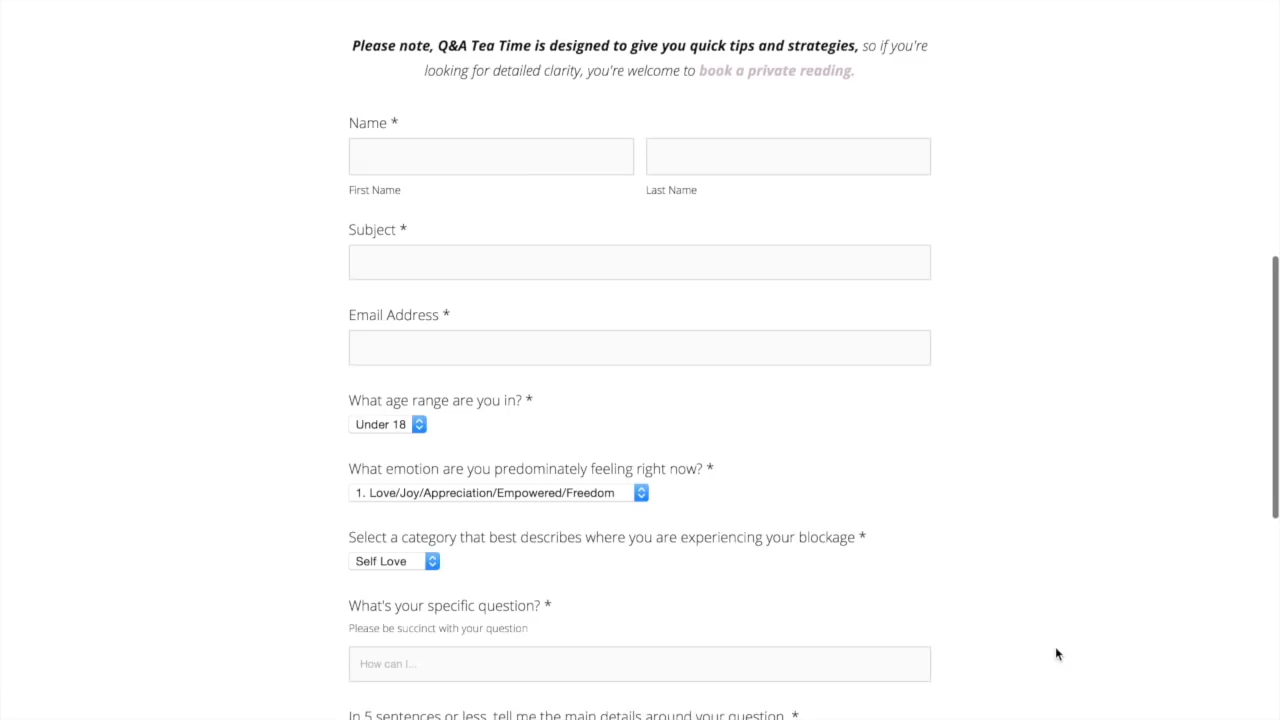 Please note, Q&A Tea Time is designed to give you quick tips and strategies, so if you're
looking for detailed clarity, you're welcome to book a private reading.
Name *
First Name
Last Name
Subject *
Email Address *
What age range are you in? *
Under 18
What emotion are you predominately feeling right now? *
1. Love/Joy/Appreciation/Empowered/Freedom
Select a category that best describes where you are experiencing your blockage *
Self Love
What's your specific question? *
Please be succinct with your question
How can I...
In 5 sentences or less, tell me the main details around your question. *